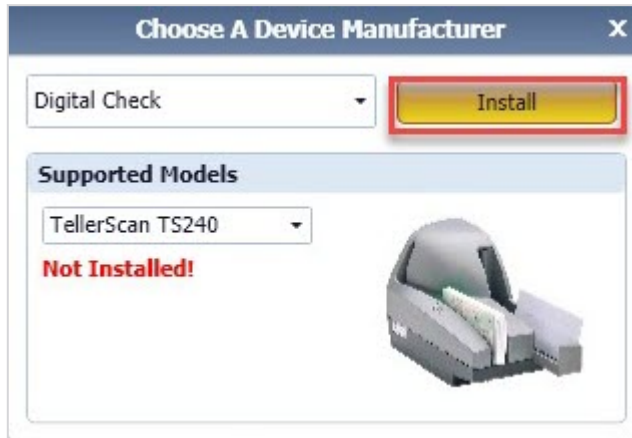 Choose A Device Manufacturer X
Digital Check Install
Supported Models
TellerScan TS240
Not Installed!